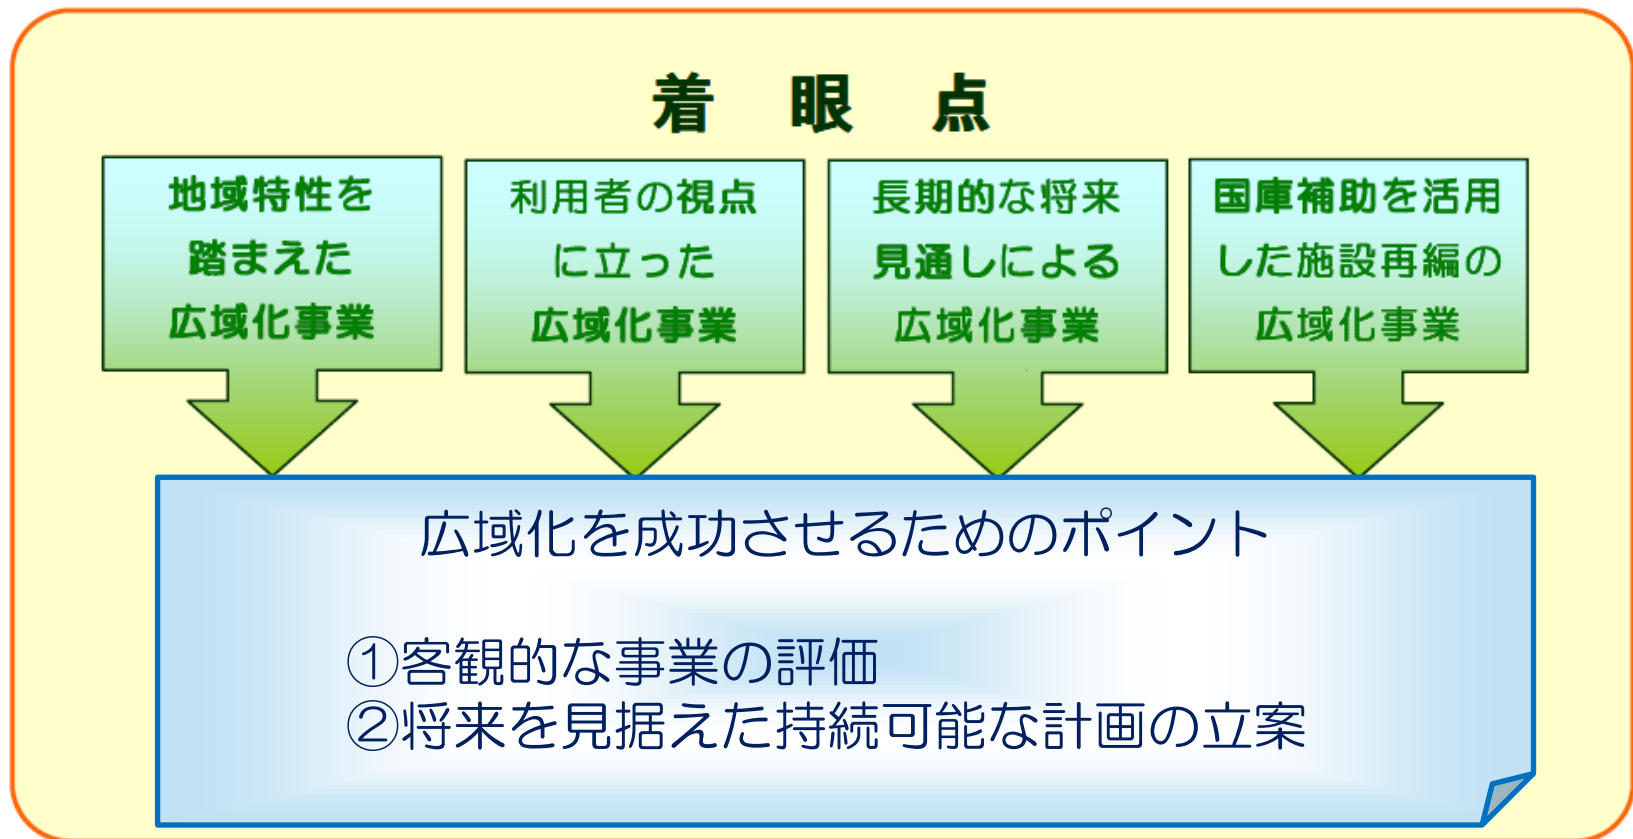 着　眼　点
地域特性を
踏まえた
広域化事業
利用者の視点
に立った
広域化事業
長期的な将来
見通しによる
広域化事業
国庫補助を活用
した施設再編の
広域化事業
広域化を成功させるためのポイント
①客観的な事業の評価
②将来を見据えた持続可能な計画の立案